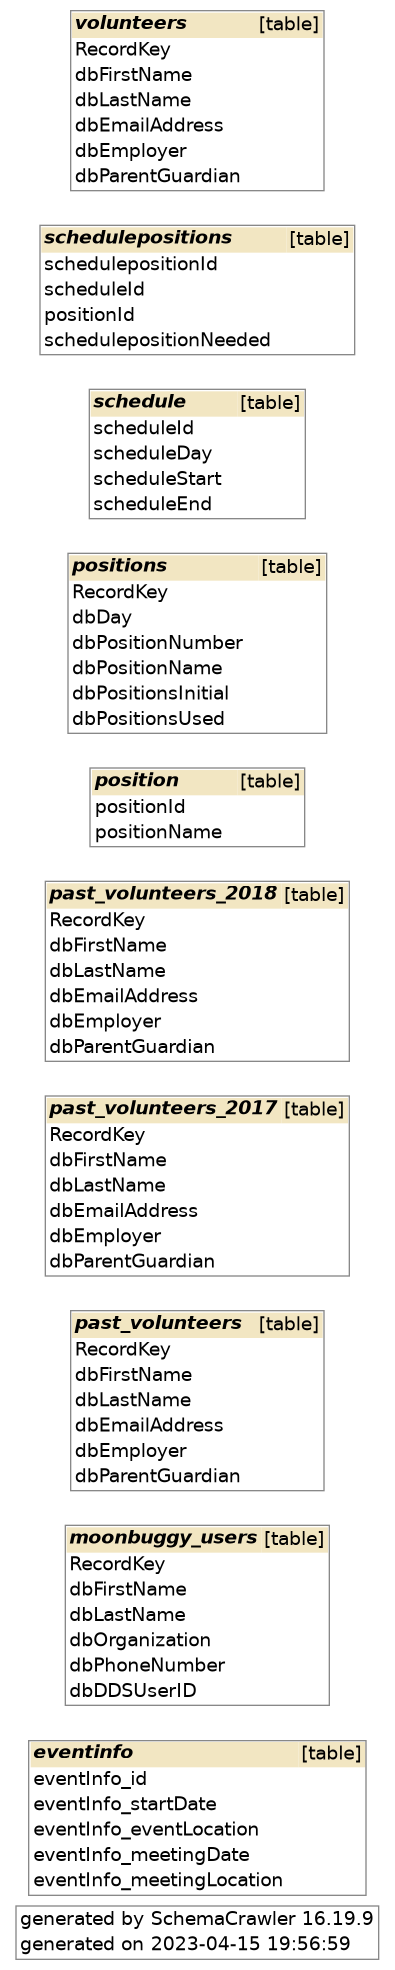 volunteers [table]
RecordKey
dbFirstName
dbLastName
dbEmailAddress
dbEmployer
dbParentGuardian
schedulepositions [table]
schedulepositionId
scheduleId
positionId
schedulepositionNeeded
schedule [table]
scheduleId
scheduleDay
scheduleStart
scheduleEnd
positions [table]
RecordKey
dbDay
dbPositionNumber
dbPositionName
dbPositionsInitial
dbPositionsUsed
position [table]
positionId
positionName
past_volunteers_2018 [table]
RecordKey
dbFirstName
dbLastName
dbEmailAddress
dbEmployer
dbParentGuardian
past_volunteers_2017 [table]
RecordKey
dbFirstName
dbLastName
dbEmailAddress
dbEmployer
dbParentGuardian
past_volunteers [table]
RecordKey
dbFirstName
dbLastName
dbEmailAddress
dbEmployer
dbParentGuardian
moonbuggy_users [table]
RecordKey
dbFirstName
dbLastName
dbOrganization
dbPhoneNumber
dbDDSUserID
eventinfo [table]
eventInfo_id
eventInfo_startDate
eventInfo_eventLocation
eventInfo_meetingDate
eventInfo_meetingLocation
generated by SchemaCrawler 16.19.9
generated on 2023-04-15 19:56:59